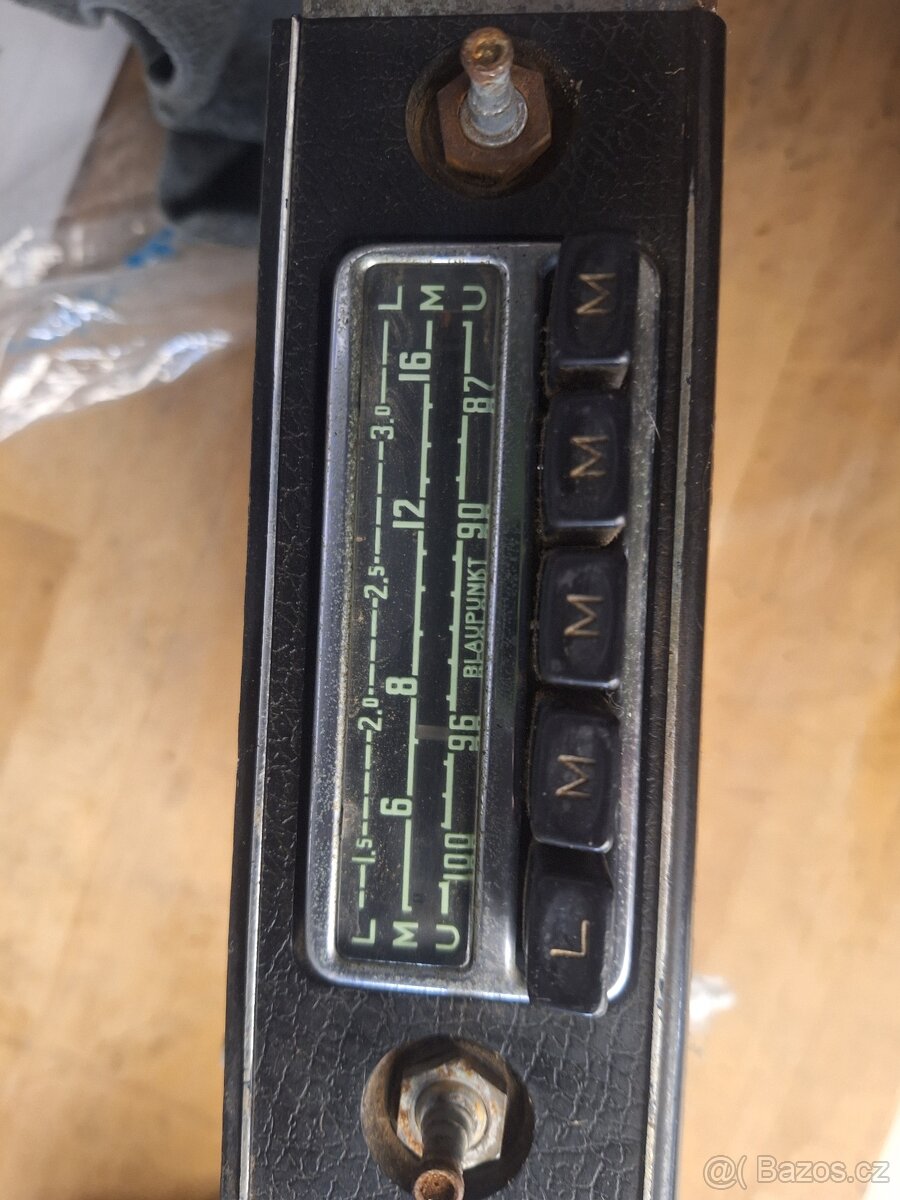 L 1.5 2.0 2.5 3.0 L
M 6 8 12 16 M
U 100 96 90 87 U
BLAUPUNKT
L M M M M
@( Bazos.cz